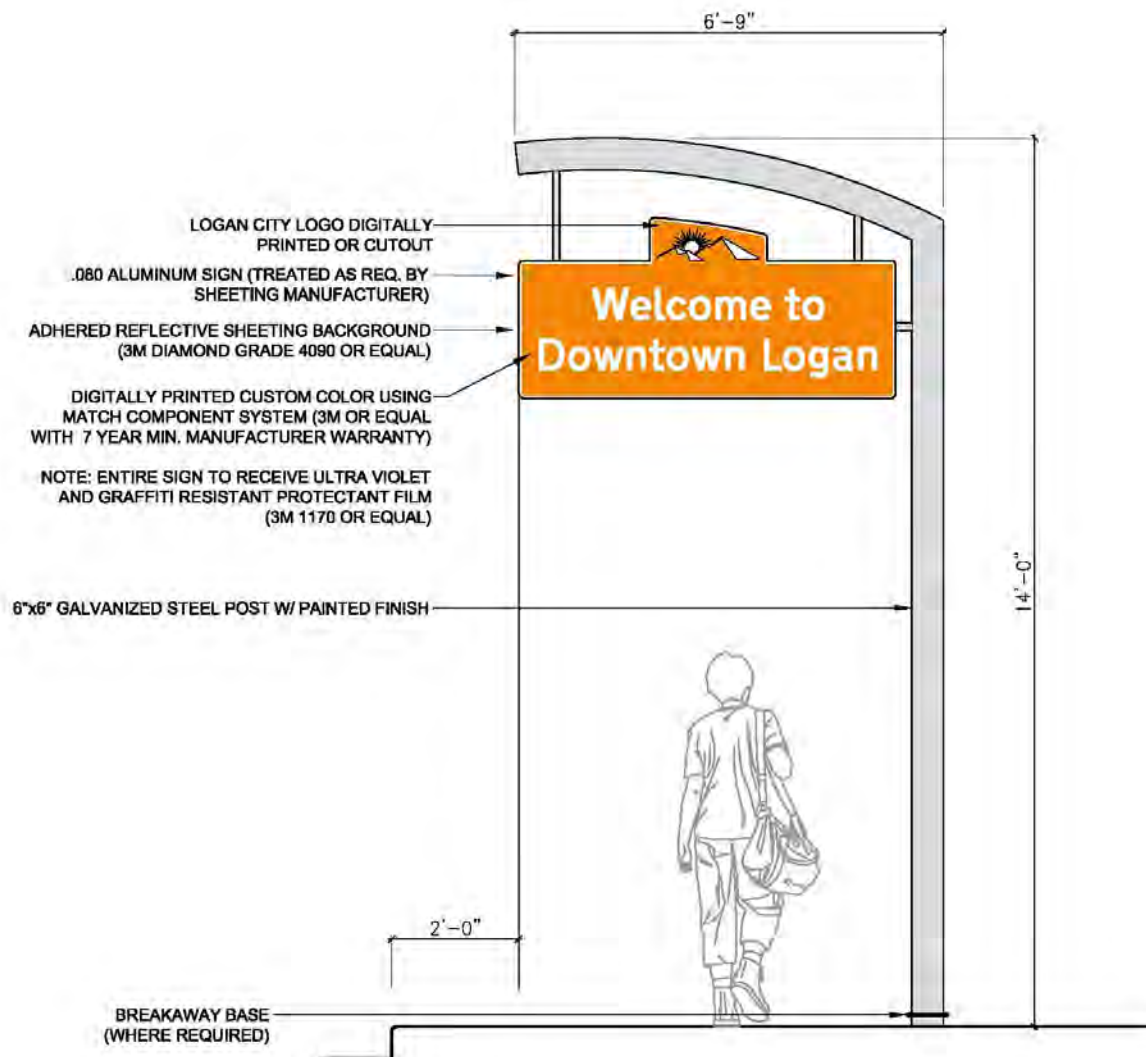 6'-9"
LOGAN CITY LOGO DIGITALLY
PRINTED OR CUTOUT
.080 ALUMINUM SIGN (TREATED AS REQ. BY
SHEETING MANUFACTURER)
ADHERED REFLECTIVE SHEETING BACKGROUND
(3M DIAMOND GRADE 4090 OR EQUAL)
DIGITALLY PRINTED CUSTOM COLOR USING
MATCH COMPONENT SYSTEM (3M OR EQUAL
WITH 7 YEAR MIN. MANUFACTURER WARRANTY)
NOTE: ENTIRE SIGN TO RECEIVE ULTRA VIOLET
AND GRAFFITI RESISTANT PROTECTANT FILM
(3M 1170 OR EQUAL)
Welcome to
Downtown Logan
6"x6" GALVANIZED STEEL POST W/ PAINTED FINISH
14'-0"
2'-0"
BREAKAWAY BASE
(WHERE REQUIRED)